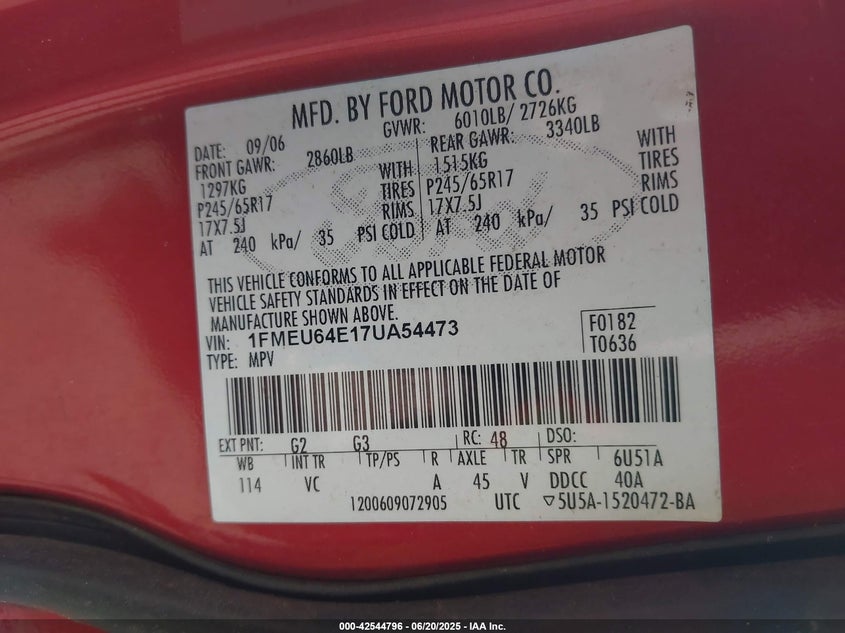 MFD. BY FORD MOTOR CO.
DATE: 09/06 GVWR: 6010LB/ 2726KG
FRONT GAWR: 2860LB REAR GAWR: 3340LB
1297KG WITH 1515KG WITH
P245/65R17 TIRES P245/65R17 TIRES
17X7.5J RIMS 17X7.5J RIMS
AT 240 kPa/ 35 PSI COLD AT 240 kPa/ 35 PSI COLD
THIS VEHICLE CONFORMS TO ALL APPLICABLE FEDERAL MOTOR
VEHICLE SAFETY STANDARDS IN EFFECT ON THE DATE OF
MANUFACTURE SHOWN ABOVE.
VIN: 1FMEU64E17UA54473 F0182
TYPE: MPV T0636
EXT PNT: G2 G3 RC: 48 DSO:
WB INT TR TP/PS R AXLE TR SPR 6U51A
114 VC A 45 V DDCC 40A
1200609072905 UTC ▽5U5A-1520472-BA
000-42544796 - 06/20/2025 - IAA Inc.